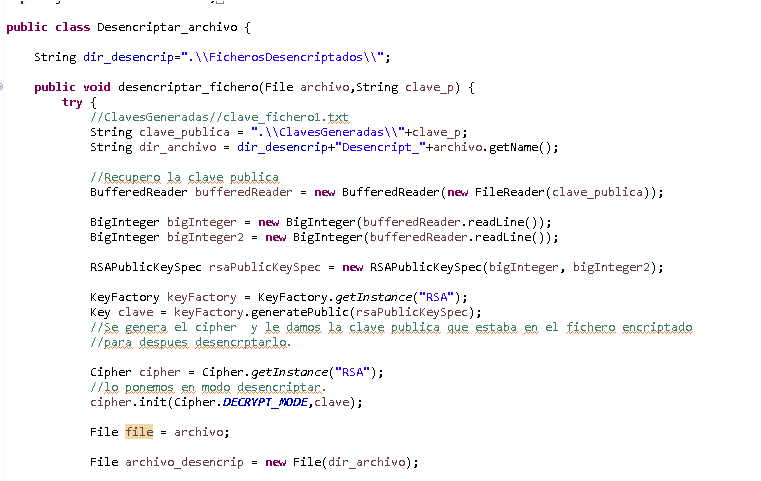 public class Desencriptar_archivo {
String dir_desencrip=".\\FicherosDesencriptados\\";
public void desencriptar_fichero(File archivo,String clave_p) {
try {
//ClavesGeneradas//clave_fichero1.txt
String clave_publica = ".\\ClavesGeneradas\\"+clave_p;
String dir_archivo = dir_desencrip+"Desencript_"+archivo.getName();
//Recupero la clave publica
BufferedReader bufferedReader = new BufferedReader(new FileReader(clave_publica));
BigInteger bigInteger = new BigInteger(bufferedReader.readLine());
BigInteger bigInteger2 = new BigInteger(bufferedReader.readLine());
RSAPublicKeySpec rsaPublicKeySpec = new RSAPublicKeySpec(bigInteger, bigInteger2);
KeyFactory keyFactory = KeyFactory.getInstance("RSA");
Key clave = keyFactory.generatePublic(rsaPublicKeySpec);
//Se genera el cipher  y le damos la clave publica que estaba en el fichero encriptado
//para despues desencrptarlo.
Cipher cipher = Cipher.getInstance("RSA");
//lo ponemos en modo desencriptar.
cipher.init(Cipher.DECRYPT_MODE,clave);
File file = archivo;
File archivo_desencrip = new File(dir_archivo);